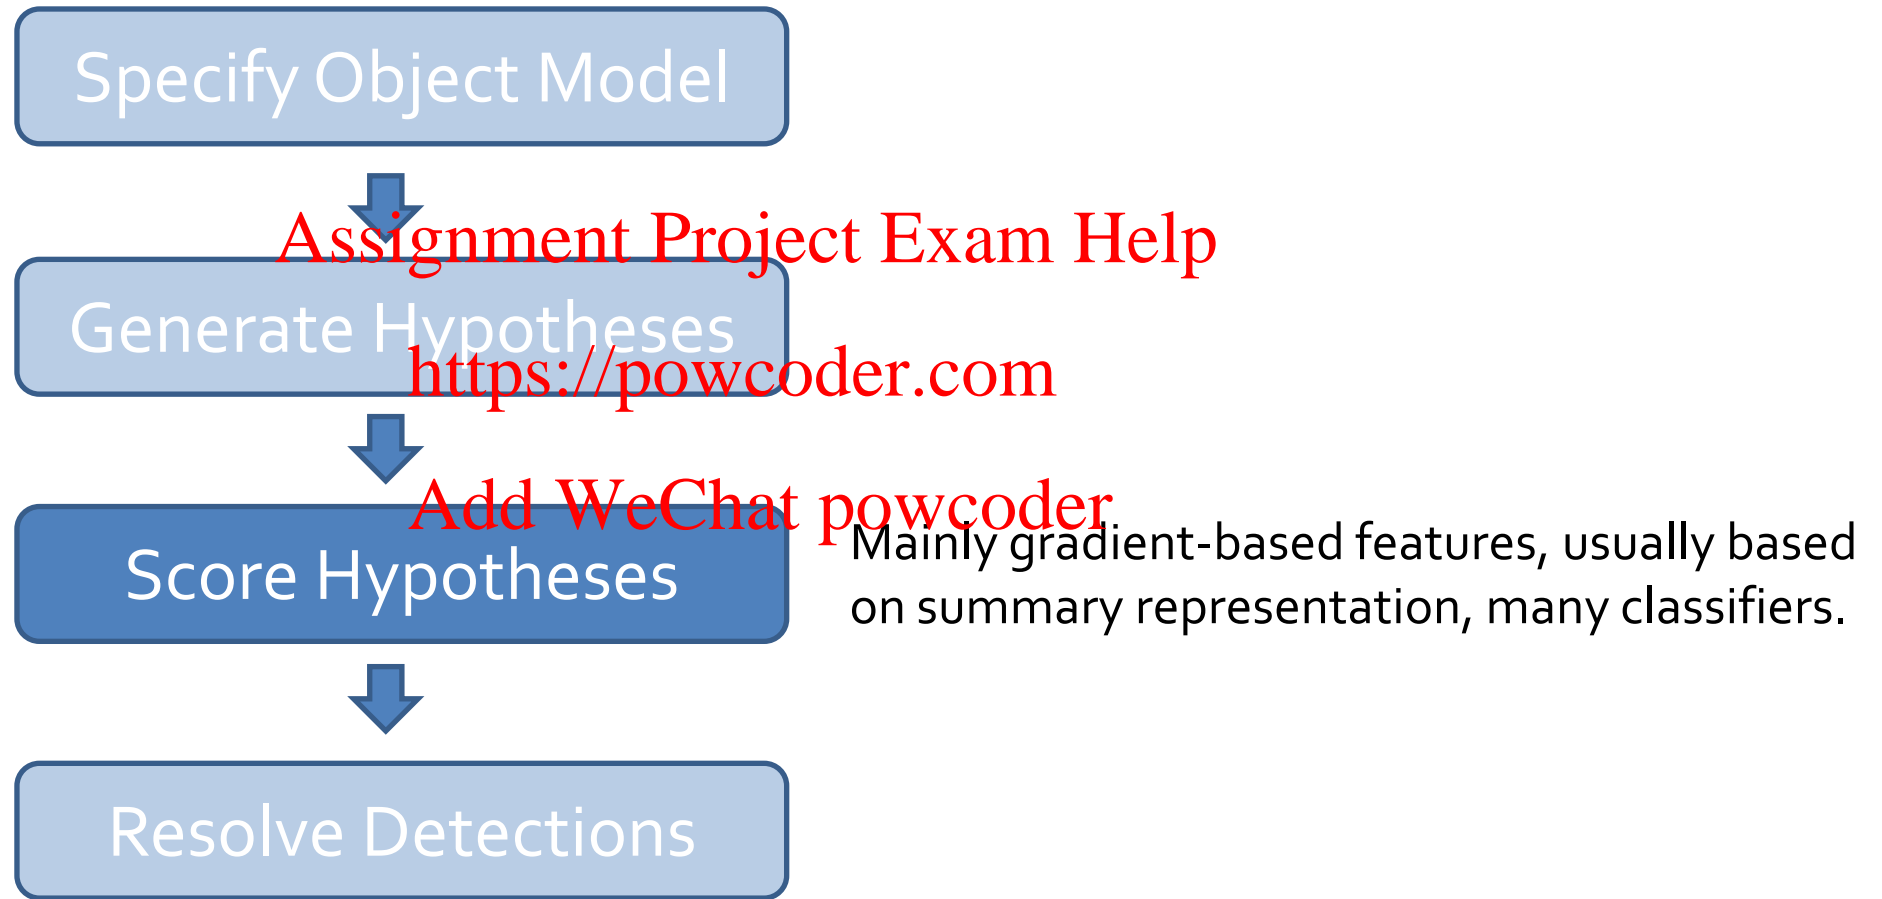 Specify Object Model
Assignment Project Exam Help
Generate Hypotheses
https://powcoder.com
Add WeChat powcoder
Score Hypotheses
Mainly gradient-based features, usually based
on summary representation, many classifiers.
Resolve Detections